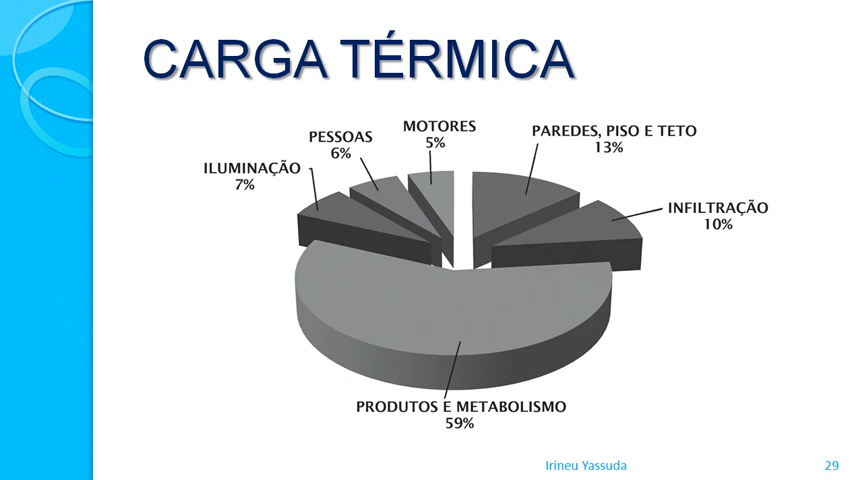 CARGA TÉRMICA
MOTORES
5%
PAREDES, PISO E TETO
13%
PESSOAS
6%
ILUMINAÇÃO
7%
INFILTRAÇÃO
10%
PRODUTOS E METABOLISMO
59%
Irineu Yassuda
29